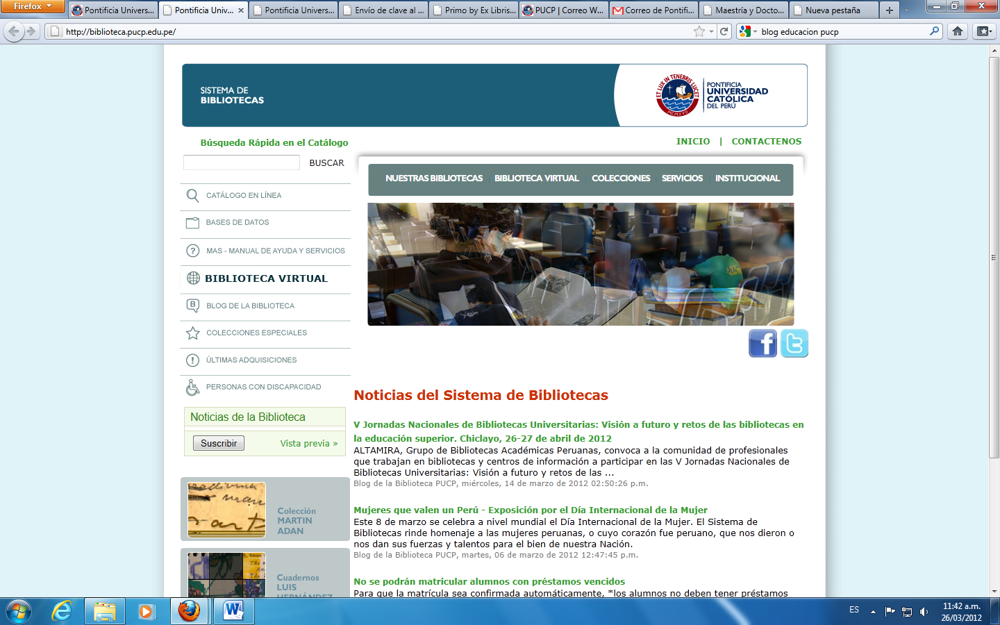 Firefox
Pontificia Univers...
Pontificia Univ...
Pontificia Univers...
Envío de clave al ...
Primo by Ex Libris...
PUCP | Correo W...
Correo de Pontifi...
Maestría y Docto...
Nueva pestaña
http://biblioteca.pucp.edu.pe/
blog educacion pucp
SISTEMA DE
BIBLIOTECAS
ET LUX IN TENEBRIS LUCET
MCMXVII
PONTIFICIA
UNIVERSIDAD
CATÓLICA
DEL PERÚ
Búsqueda Rápida en el Catálogo
INICIO | CONTACTENOS
BUSCAR
NUESTRAS BIBLIOTECAS BIBLIOTECA VIRTUAL COLECCIONES SERVICIOS INSTITUCIONAL
CATÁLOGO EN LÍNEA
BASES DE DATOS
MAS - MANUAL DE AYUDA Y SERVICIOS
BIBLIOTECA VIRTUAL
BLOG DE LA BIBLIOTECA
COLECCIONES ESPECIALES
ÚLTIMAS ADQUISICIONES
PERSONAS CON DISCAPACIDAD
Noticias de la Biblioteca
Suscribir
Vista previa »
Colección
MARTIN
ADAN
Cuadernos
LUIS
HERNÁNDEZ
Noticias del Sistema de Bibliotecas
V Jornadas Nacionales de Bibliotecas Universitarias: Visión a futuro y retos de las bibliotecas en
la educación superior. Chiclayo, 26-27 de abril de 2012
ALTAMIRA, Grupo de Bibliotecas Académicas Peruanas, convoca a la comunidad de profesionales
que trabajan en bibliotecas y centros de información a participar en las V Jornadas Nacionales de
Bibliotecas Universitarias: Visión a futuro y retos de las ...
Blog de la Biblioteca PUCP, miércoles, 14 de marzo de 2012 02:50:26 p.m.
Mujeres que valen un Perú - Exposición por el Día Internacional de la Mujer
Este 8 de marzo se celebra a nivel mundial el Día Internacional de la Mujer. El Sistema de
Bibliotecas rinde homenaje a las mujeres peruanas, o cuyo corazón fue peruano, que nos dieron o
nos dan sus fuerzas y talentos para el bien de nuestra Nación.
Blog de la Biblioteca PUCP, martes, 06 de marzo de 2012 12:47:45 p.m.
No se podrán matricular alumnos con préstamos vencidos
Para que la matrícula sea confirmada automáticamente, *los alumnos no deben tener préstamos
ES
11:42 a.m.
26/03/2012